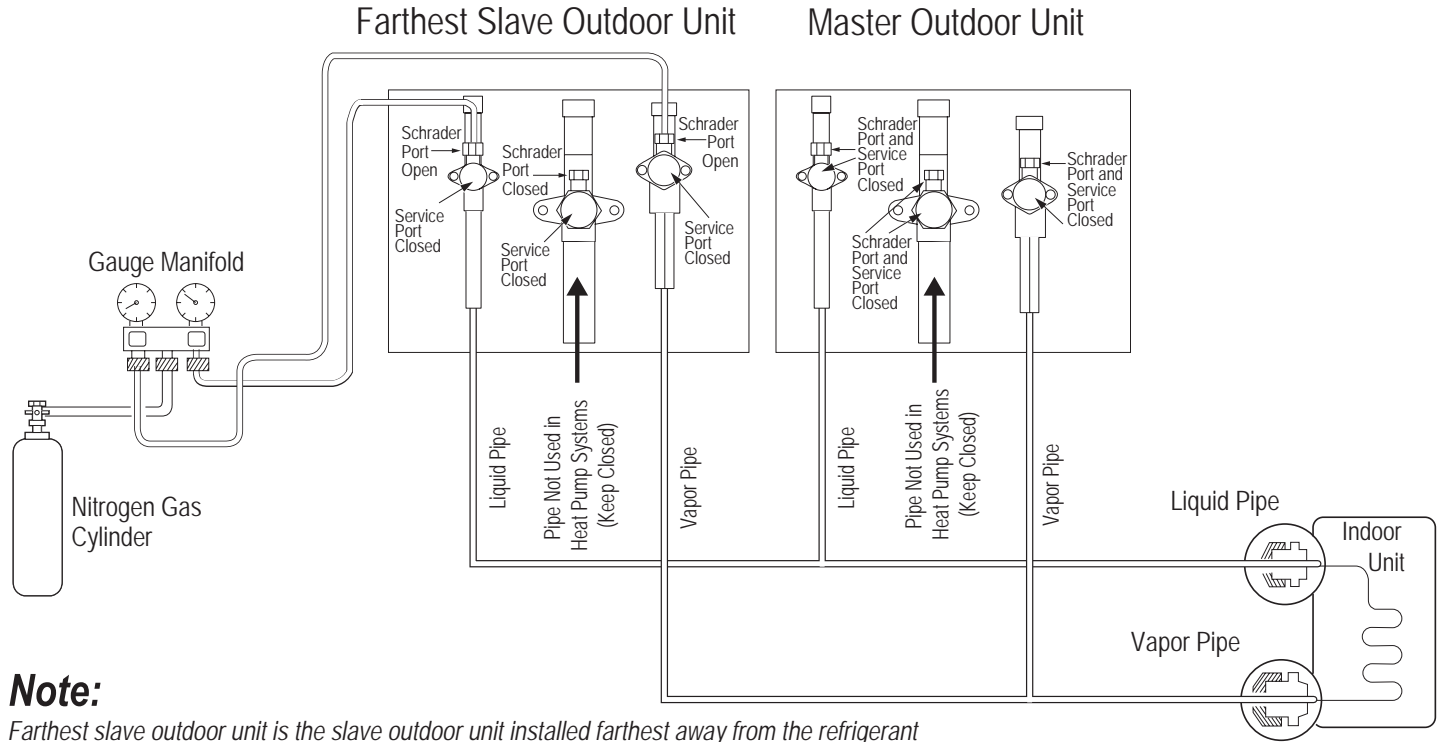 Farthest Slave Outdoor Unit
Master Outdoor Unit
Schrader
Port
Open
Service
Port
Closed
Schrader
Port
Closed
Service
Port
Closed
Schrader
Port
Open
Service
Port
Closed
Schrader
Port and
Service
Port
Closed
Schrader
Port and
Service
Port
Closed
Schrader
Port and
Service
Port
Closed
Gauge Manifold
Nitrogen Gas
Cylinder
Liquid Pipe
Pipe Not Used in
Heat Pump Systems
(Keep Closed)
Vapor Pipe
Liquid Pipe
Pipe Not Used in
Heat Pump Systems
(Keep Closed)
Vapor Pipe
Liquid Pipe
Indoor
Unit
Vapor Pipe
Note:
Farthest slave outdoor unit is the slave outdoor unit installed farthest away from the refrigerant